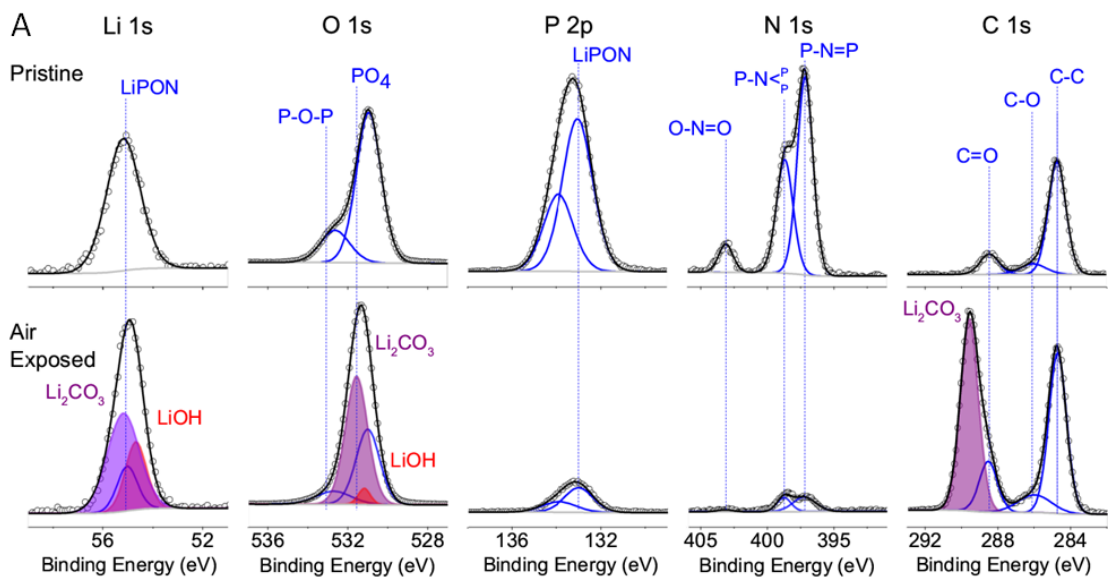 A
Li 1s
O 1s
P 2p
N 1s
C 1s
Pristine
LiPON
P-O-P
PO₄
LiPON
O-N=O
P-N<ᴾₚ
P-N=P
C=O
C-O
C-C
Air
Exposed
Li₂CO₃
LiOH
Li₂CO₃
LiOH
Li₂CO₃
56 52
536 532 528
136 132
405 400 395
292 288 284
Binding Energy (eV)
Binding Energy (eV)
Binding Energy (eV)
Binding Energy (eV)
Binding Energy (eV)